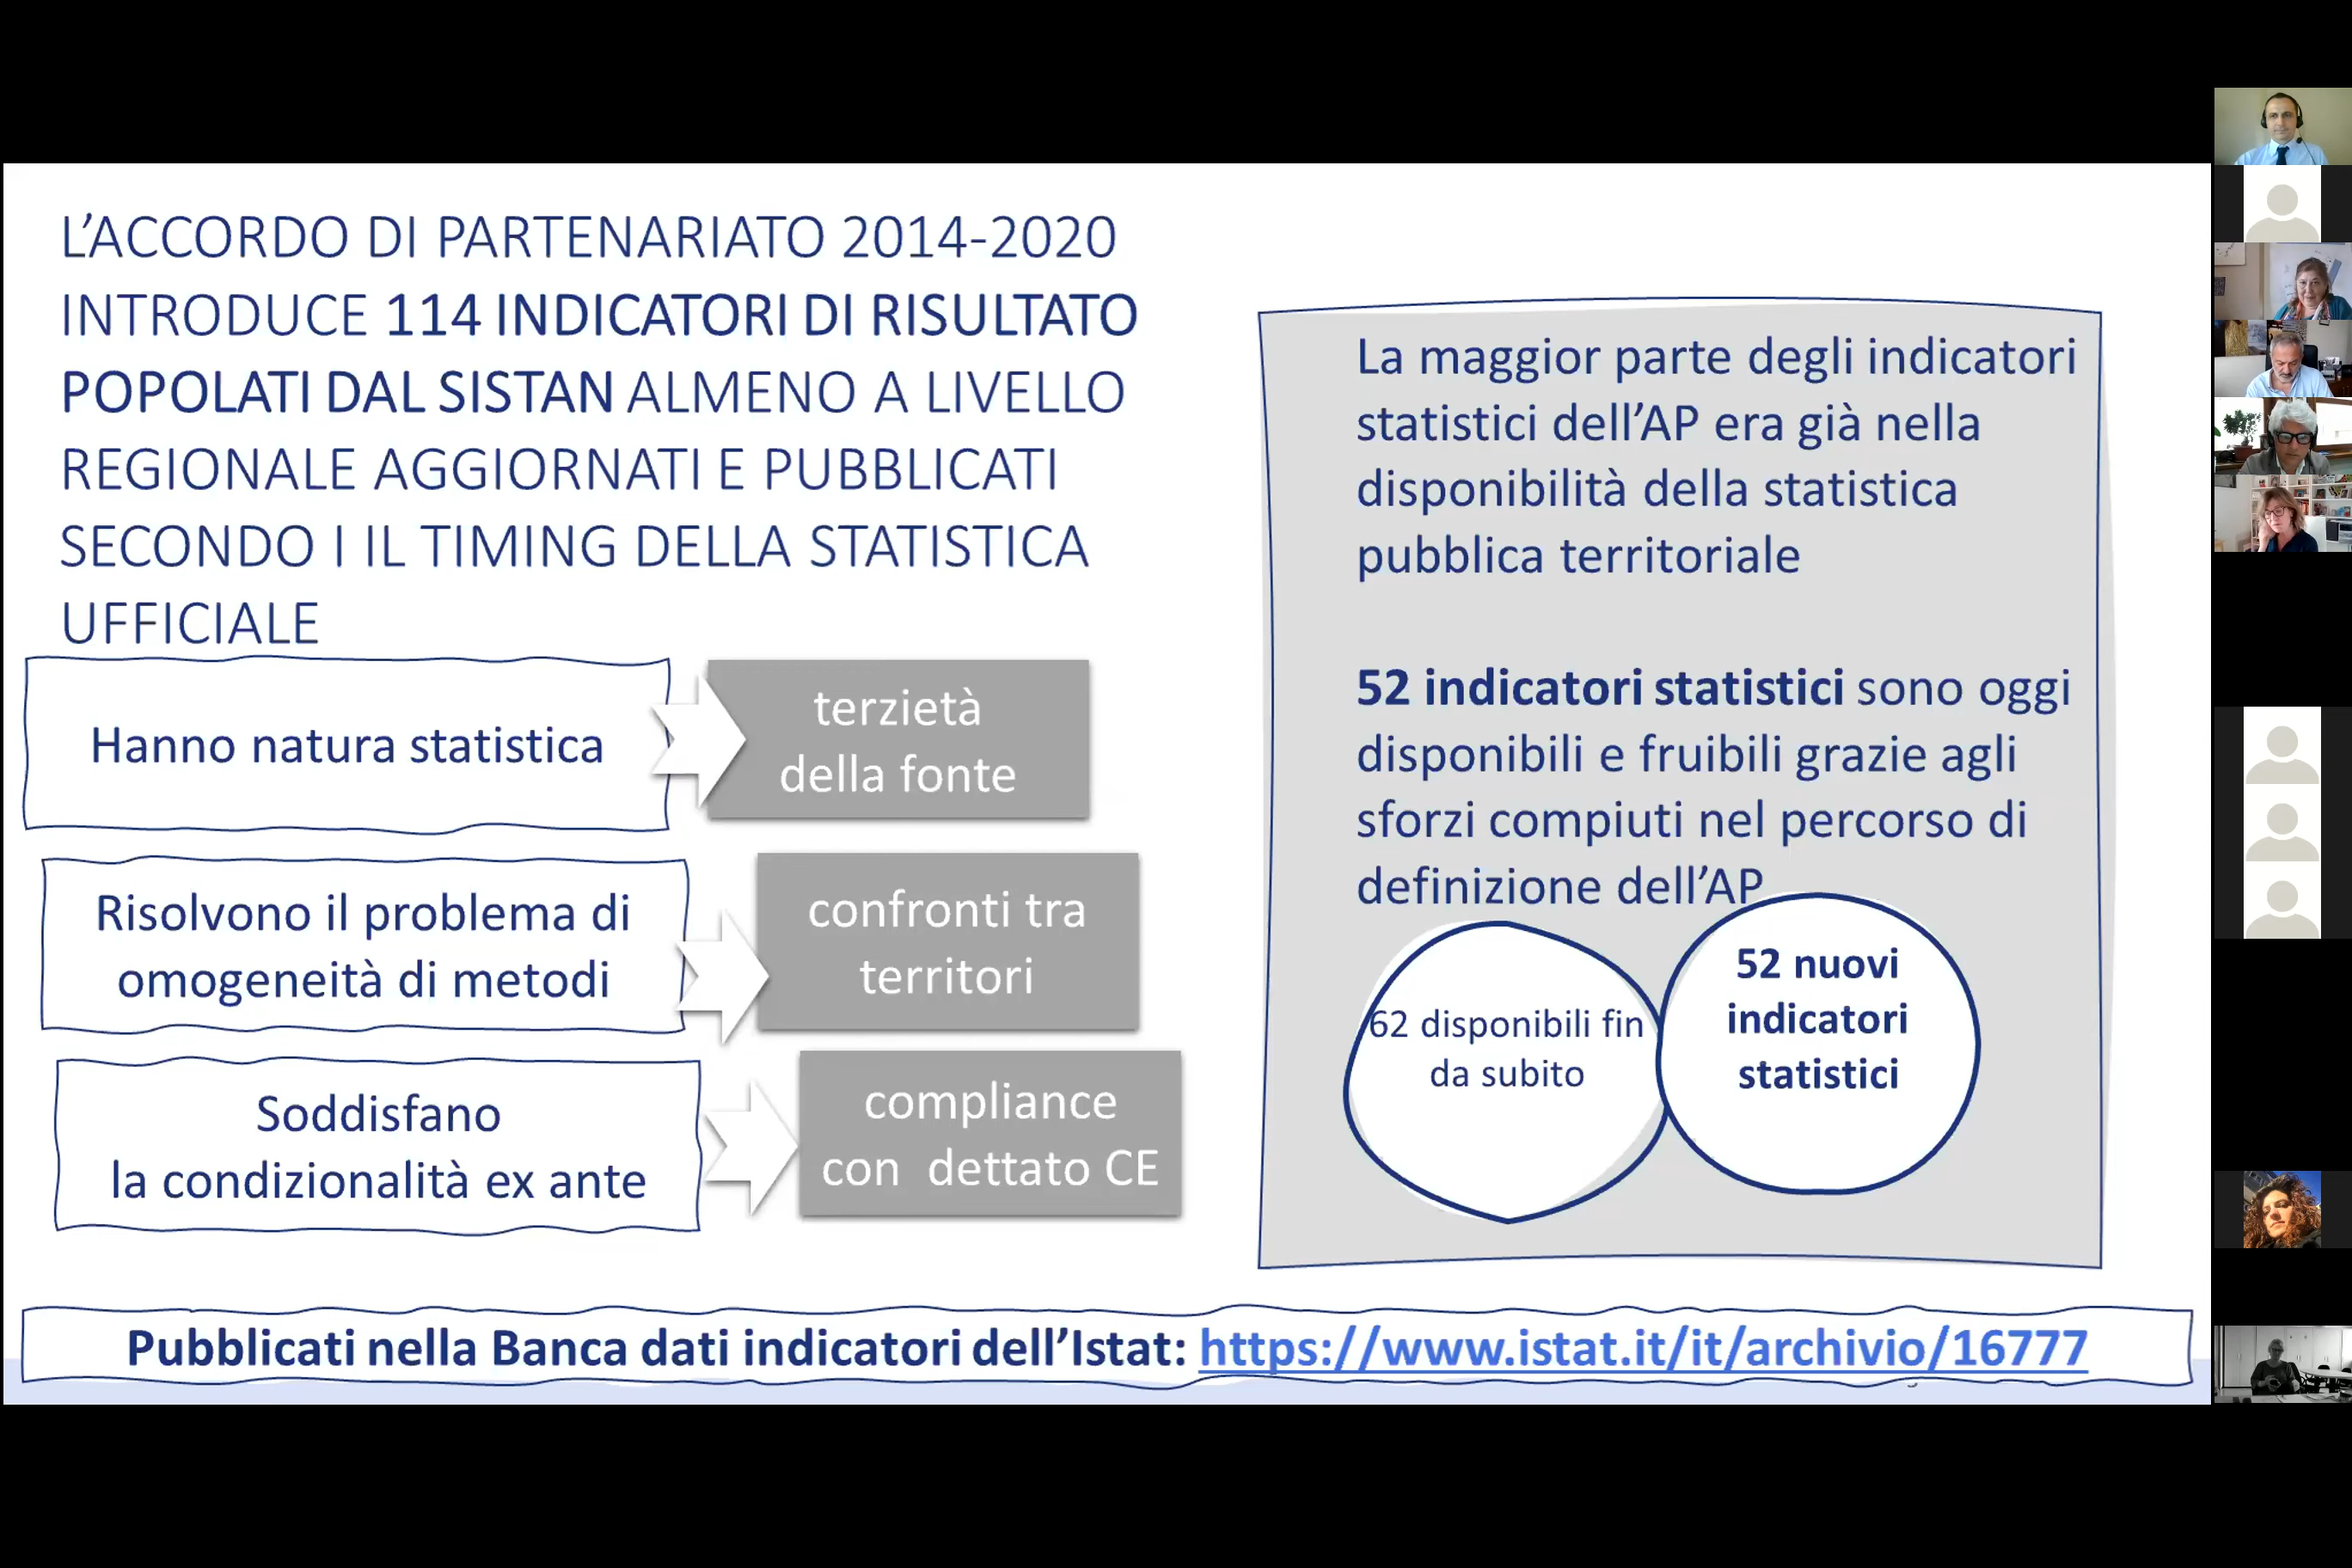 L’ACCORDO DI PARTENARIATO 2014-2020
INTRODUCE 114 INDICATORI DI RISULTATO
POPOLATI DAL SISTAN ALMENO A LIVELLO
REGIONALE AGGIORNATI E PUBBLICATI
SECONDO I IL TIMING DELLA STATISTICA
UFFICIALE
Hanno natura statistica
terzietà
della fonte
Risolvono il problema di
omogeneità di metodi
confronti tra
territori
Soddisfano
la condizionalità ex ante
compliance
con dettato CE
La maggior parte degli indicatori
statistici dell’AP era già nella
disponibilità della statistica
pubblica territoriale
52 indicatori statistici sono oggi
disponibili e fruibili grazie agli
sforzi compiuti nel percorso di
definizione dell’AP
62 disponibili fin
da subito
52 nuovi
indicatori
statistici
Pubblicati nella Banca dati indicatori dell’Istat: https://www.istat.it/it/archivio/16777